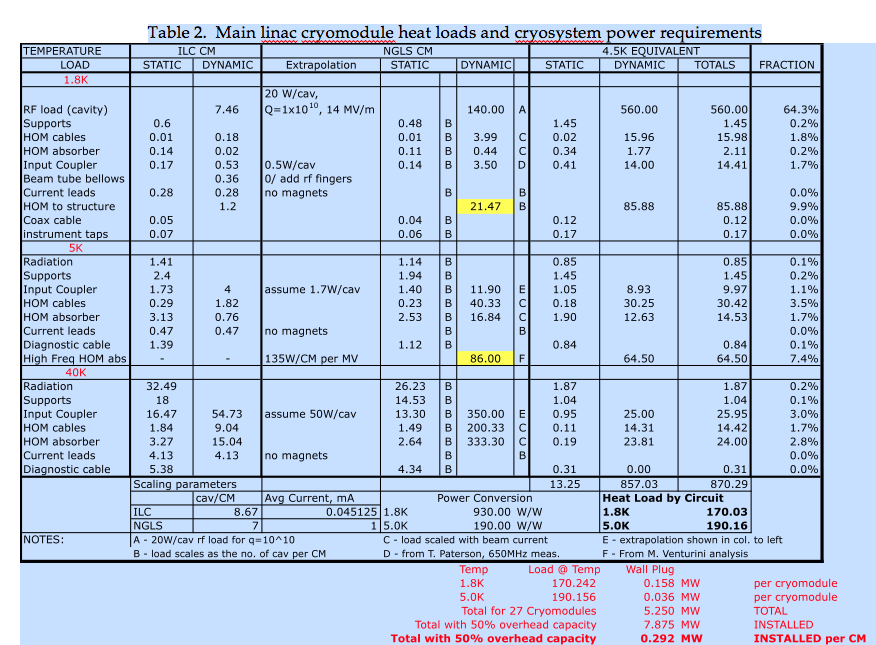 Table 2. Main linac cryomodule heat loads and cryosystem power requirements
TEMPERATURE ILC CM NGLS CM 4.5K EQUIVALENT
LOAD STATIC DYNAMIC Extrapolation STATIC DYNAMIC STATIC DYNAMIC TOTALS FRACTION
1.8K
20 W/cav,
RF load (cavity) 7.46 Q=1x10^10, 14 MV/m 140.00 A 560.00 560.00 64.3%
Supports 0.6 0.48 B 1.45 1.45 0.2%
HOM cables 0.01 0.18 0.01 B 3.99 C 0.02 15.96 15.98 1.8%
HOM absorber 0.14 0.02 0.11 B 0.44 C 0.34 1.77 2.11 0.2%
Input Coupler 0.17 0.53 0.5W/cav 0.14 B 3.50 D 0.41 14.00 14.41 1.7%
Beam tube bellows 0.36 0/ add rf fingers
Current leads 0.28 0.28 no magnets B B 0.0%
HOM to structure 1.2 21.47 B 85.88 85.88 9.9%
Coax cable 0.05 0.04 B 0.12 0.12 0.0%
instrument taps 0.07 0.06 B 0.17 0.17 0.0%
5K
Radiation 1.41 1.14 B 0.85 0.85 0.1%
Supports 2.4 1.94 B 1.45 1.45 0.2%
Input Coupler 1.73 4 assume 1.7W/cav 1.40 B 11.90 E 1.05 8.93 9.97 1.1%
HOM cables 0.29 1.82 0.23 B 40.33 C 0.18 30.25 30.42 3.5%
HOM absorber 3.13 0.76 2.53 B 16.84 C 1.90 12.63 14.53 1.7%
Current leads 0.47 0.47 no magnets B B 0.0%
Diagnostic cable 1.39 1.12 B 0.84 0.84 0.1%
High Freq HOM abs - - 135W/CM per MV 86.00 F 64.50 64.50 7.4%
40K
Radiation 32.49 26.23 B 1.87 1.87 0.2%
Supports 18 14.53 B 1.04 1.04 0.1%
Input Coupler 16.47 54.73 assume 50W/cav 13.30 B 350.00 E 0.95 25.00 25.95 3.0%
HOM cables 1.84 9.04 1.49 B 200.33 C 0.11 14.31 14.42 1.7%
HOM absorber 3.27 15.04 2.64 B 333.30 C 0.19 23.81 24.00 2.8%
Current leads 4.13 4.13 no magnets B B 0.0%
Diagnostic cable 5.38 4.34 B 0.31 0.00 0.31 0.0%
Scaling parameters 13.25 857.03 870.29
cav/CM Avg Current, mA Power Conversion Heat Load by Circuit
ILC 8.67 0.045125 1.8K 930.00 W/W 1.8K 170.03
NGLS 7 1 5.0K 190.00 W/W 5.0K 190.16
NOTES: A - 20W/cav rf load for q=10^10 C - load scaled with beam current E - extrapolation shown in col. to left
B - load scales as the no. of cav per CM D - from T. Paterson, 650MHz meas. F - From M. Venturini analysis
Temp Load @ Temp Wall Plug
1.8K 170.242 0.158 MW per cryomodule
5.0K 190.156 0.036 MW per cryomodule
Total for 27 Cryomodules 5.250 MW TOTAL
Total with 50% overhead capacity 7.875 MW INSTALLED
Total with 50% overhead capacity 0.292 MW INSTALLED per CM